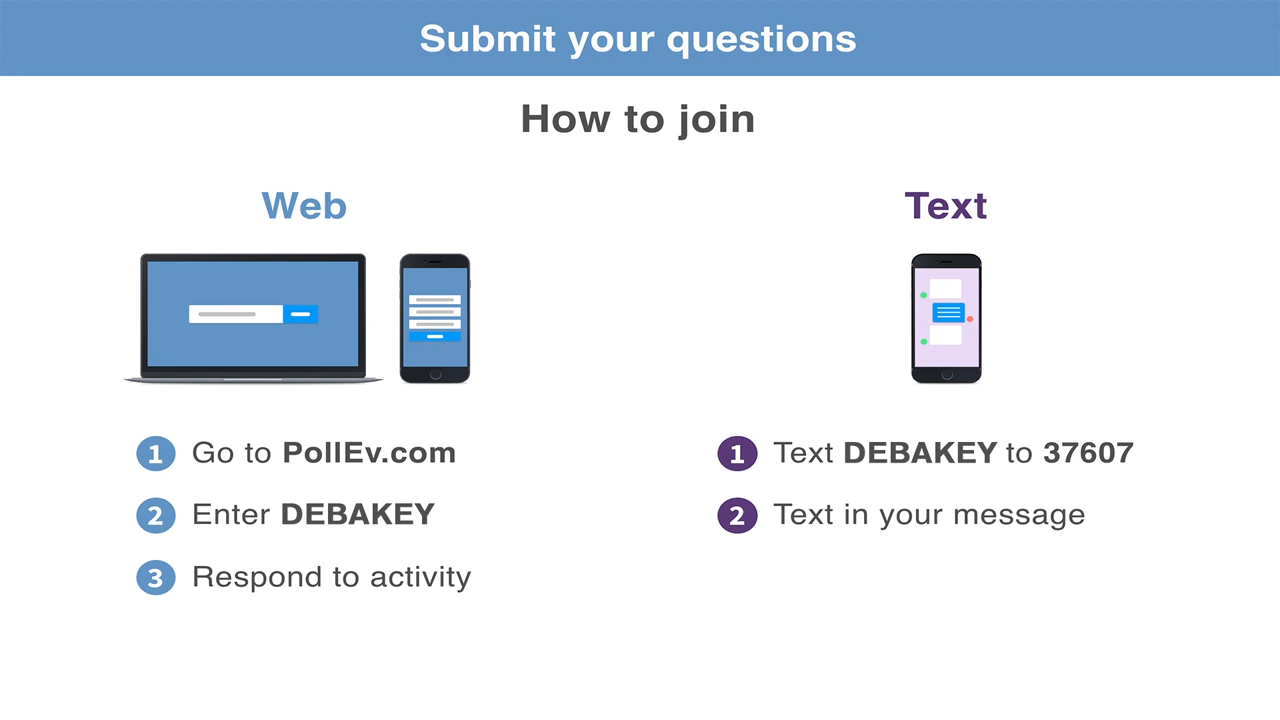 Submit your questions
How to join
Web
1 Go to PollEv.com
2 Enter DEBAKEY
3 Respond to activity
Text
1 Text DEBAKEY to 37607
2 Text in your message